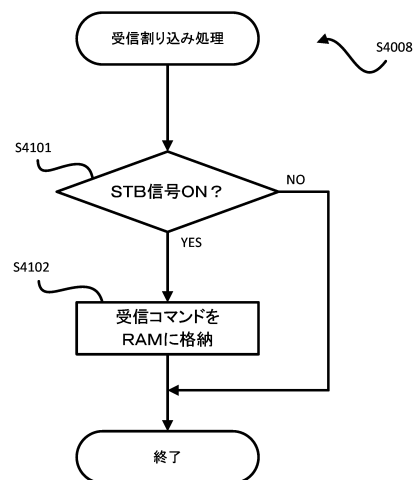 受信割り込み処理
S4008
S4101
STB信号ON?
NO
YES
S4102
受信コマンドを
RAMに格納
終了